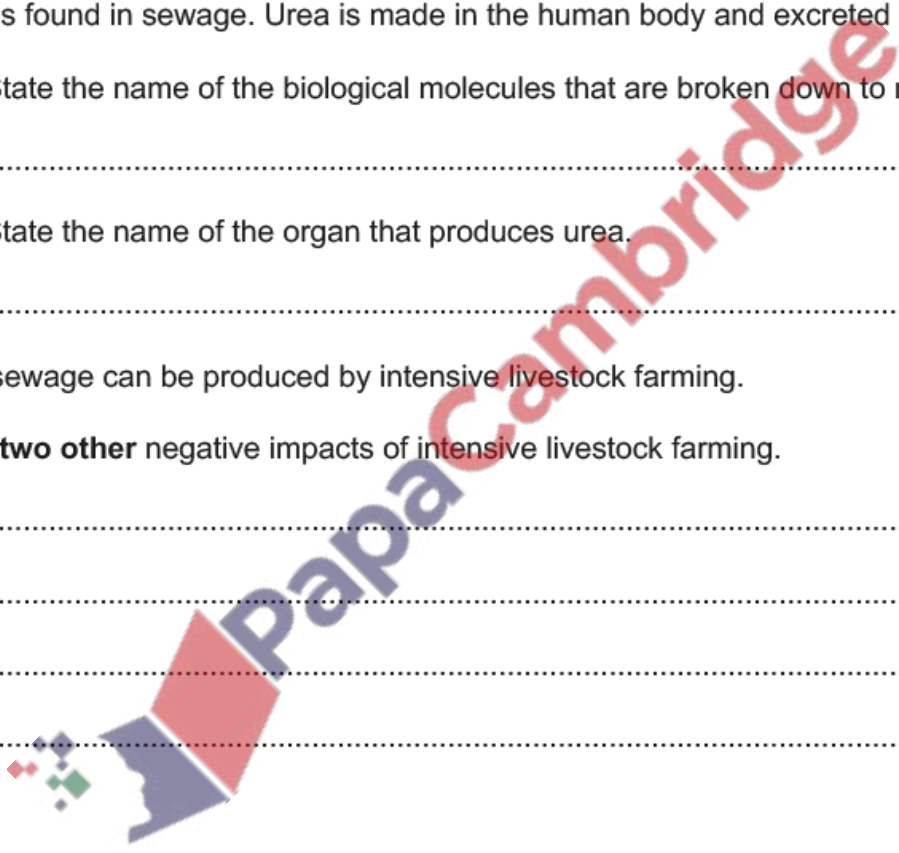 s found in sewage. Urea is made in the human body and excreted
tate the name of the biological molecules that are broken down to
tate the name of the organ that produces urea.
sewage can be produced by intensive livestock farming.
two other negative impacts of intensive livestock farming.
PapaCambridge